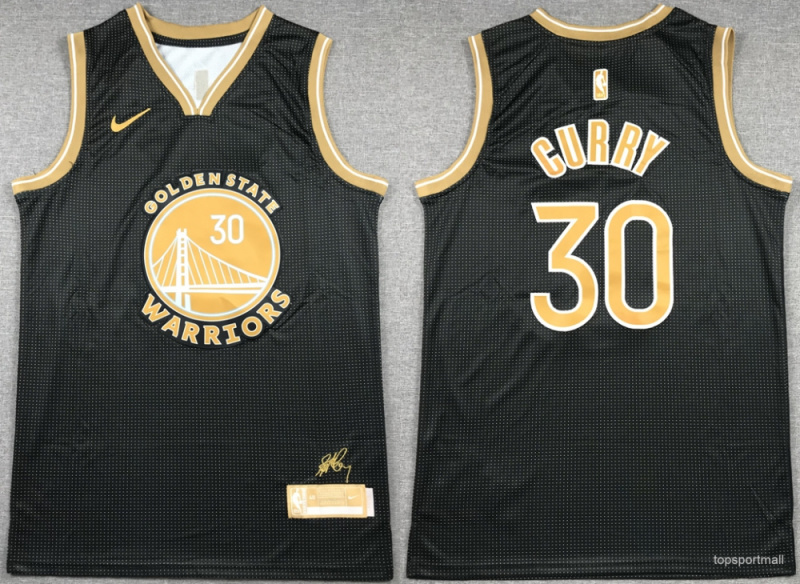 GOLDEN STATE
30
WARRIORS
CURRY
30
topsportmall